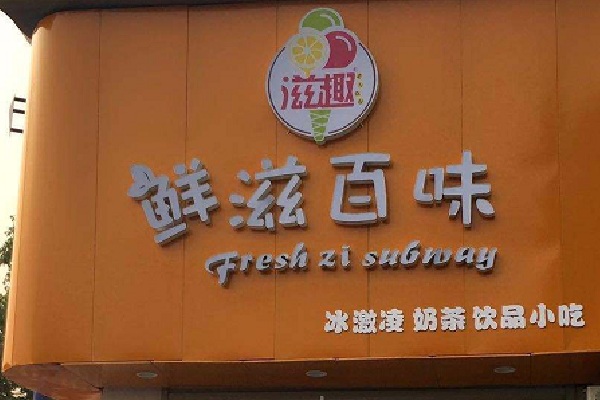 滋趣
鲜滋百味
Fresh zi subway
冰激凌 奶茶 饮品 小吃